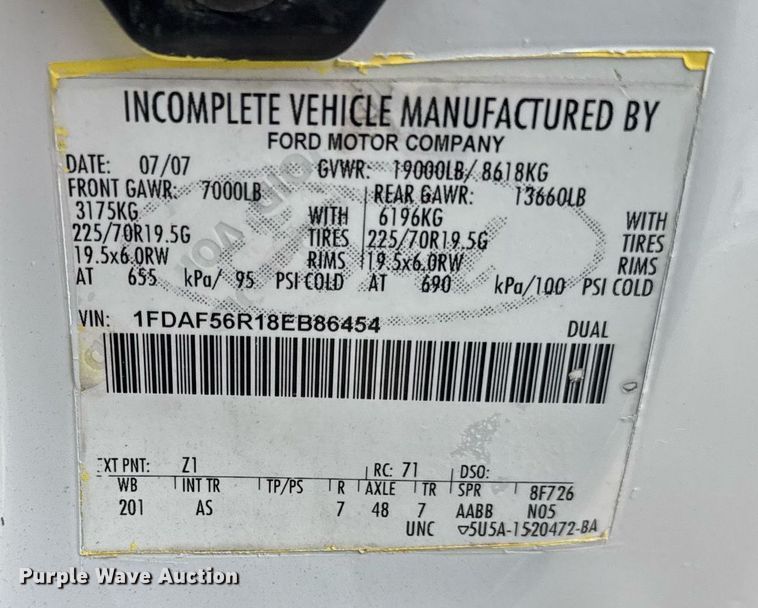 INCOMPLETE VEHICLE MANUFACTURED BY
FORD MOTOR COMPANY
DATE: 07/07 GVWR: 19000LB/ 8618KG
FRONT GAWR: 7000LB REAR GAWR: 13660LB
3175KG WITH 6196KG WITH
225/70R19.5G TIRES 225/70R19.5G TIRES
19.5x6.0RW RIMS 19.5x6.0RW RIMS
AT 655 kPa/ 95 PSI COLD AT 690 kPa/100 PSI COLD
VIN: 1FDAF56R18EB86454 DUAL
EXT PNT: Z1 RC: 71 DSO:
WB INT TR TP/PS R AXLE TR SPR 8F726
201 AS 7 48 7 AABB N05
UNC ▽5U5A-1520472-BA
Purple Wave Auction